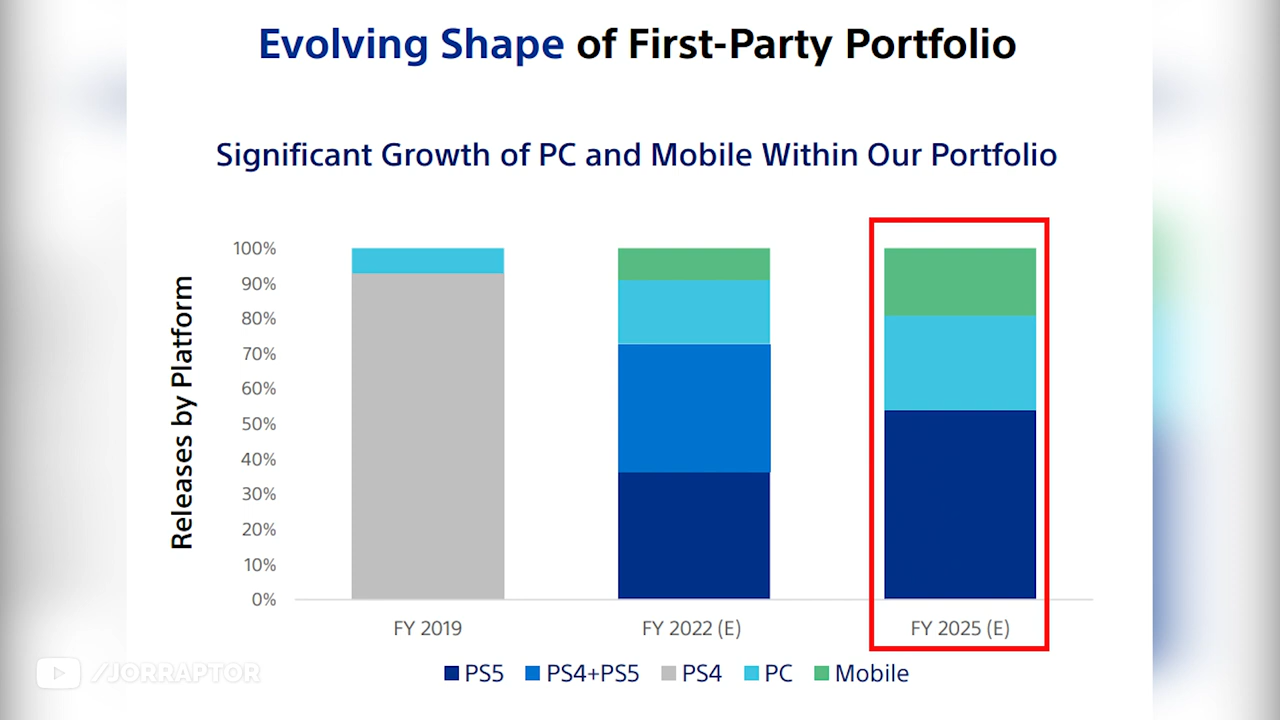 Evolving Shape of First-Party Portfolio
Significant Growth of PC and Mobile Within Our Portfolio
Releases by Platform
100%
90%
80%
70%
60%
50%
40%
30%
20%
10%
0%
FY 2019
FY 2022 (E)
FY 2025 (E)
PS5
PS4+PS5
PS4
PC
Mobile
/JORRAPTOR